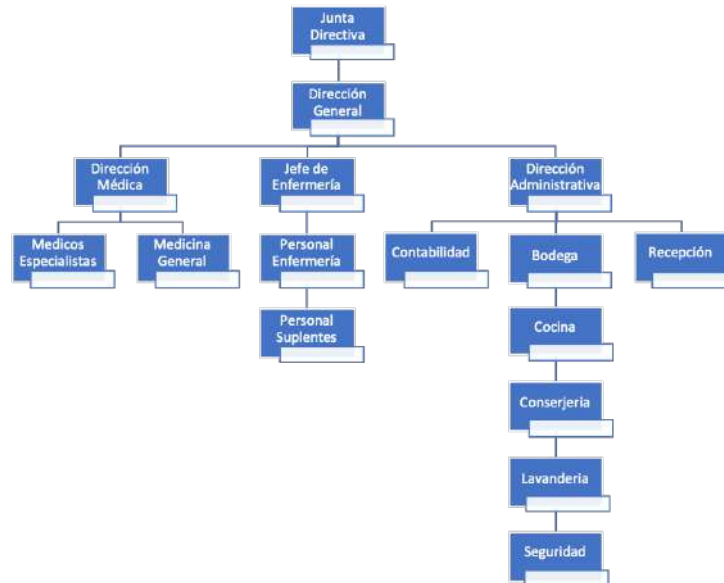 Junta
Directiva
Dirección
General
Dirección
Médica
Jefe de
Enfermería
Dirección
Administrativa
Medicos
Especialistas
Medicina
General
Personal
Enfermería
Contabilidad
Bodega
Recepción
Personal
Suplentes
Cocina
Conserjeria
Lavanderia
Seguridad